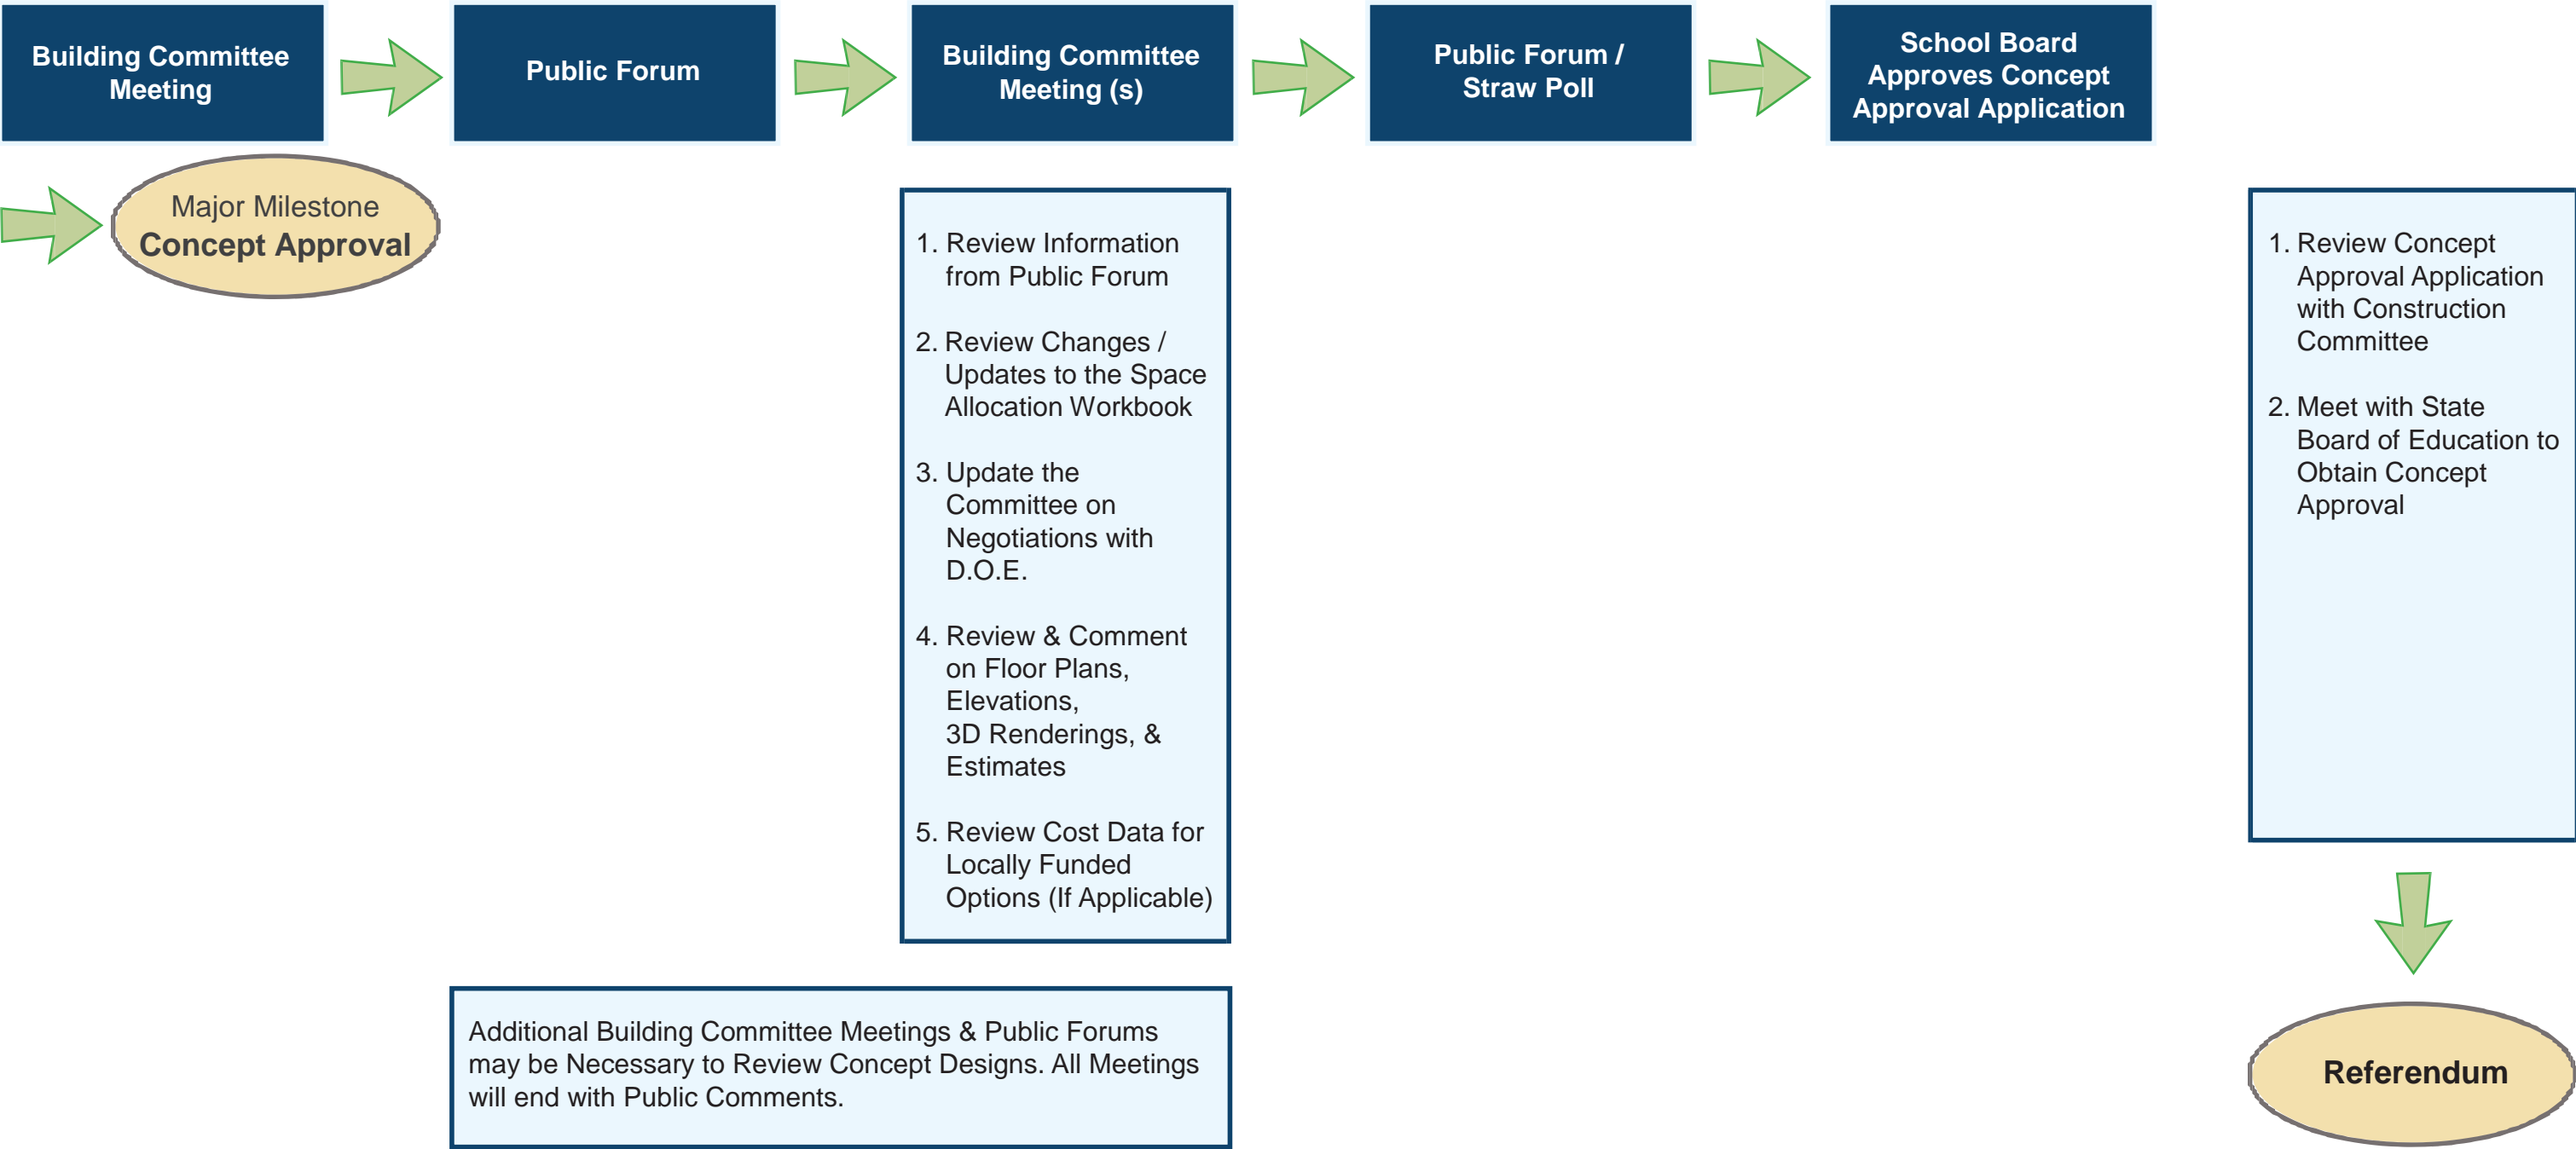 Building Committee
Meeting
Public Forum
Building Committee
Meeting (s)
Public Forum /
Straw Poll
School Board
Approves Concept
Approval Application
Major Milestone
Concept Approval
1. Review Information
from Public Forum
2. Review Changes /
Updates to the Space
Allocation Workbook
3. Update the
Committee on
Negotiations with
D.O.E.
4. Review & Comment
on Floor Plans,
Elevations,
3D Renderings, &
Estimates
5. Review Cost Data for
Locally Funded
Options (If Applicable)
1. Review Concept
Approval Application
with Construction
Committee
2. Meet with State
Board of Education to
Obtain Concept
Approval
Additional Building Committee Meetings & Public Forums
may be Necessary to Review Concept Designs. All Meetings
will end with Public Comments.
Referendum